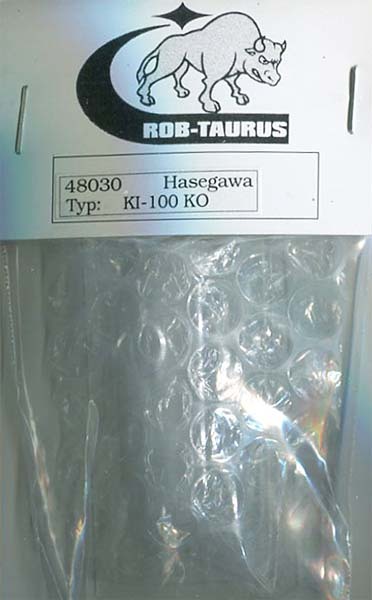 ROB-TAURUS
48030 Hasegawa
Typ: KI-100 KO